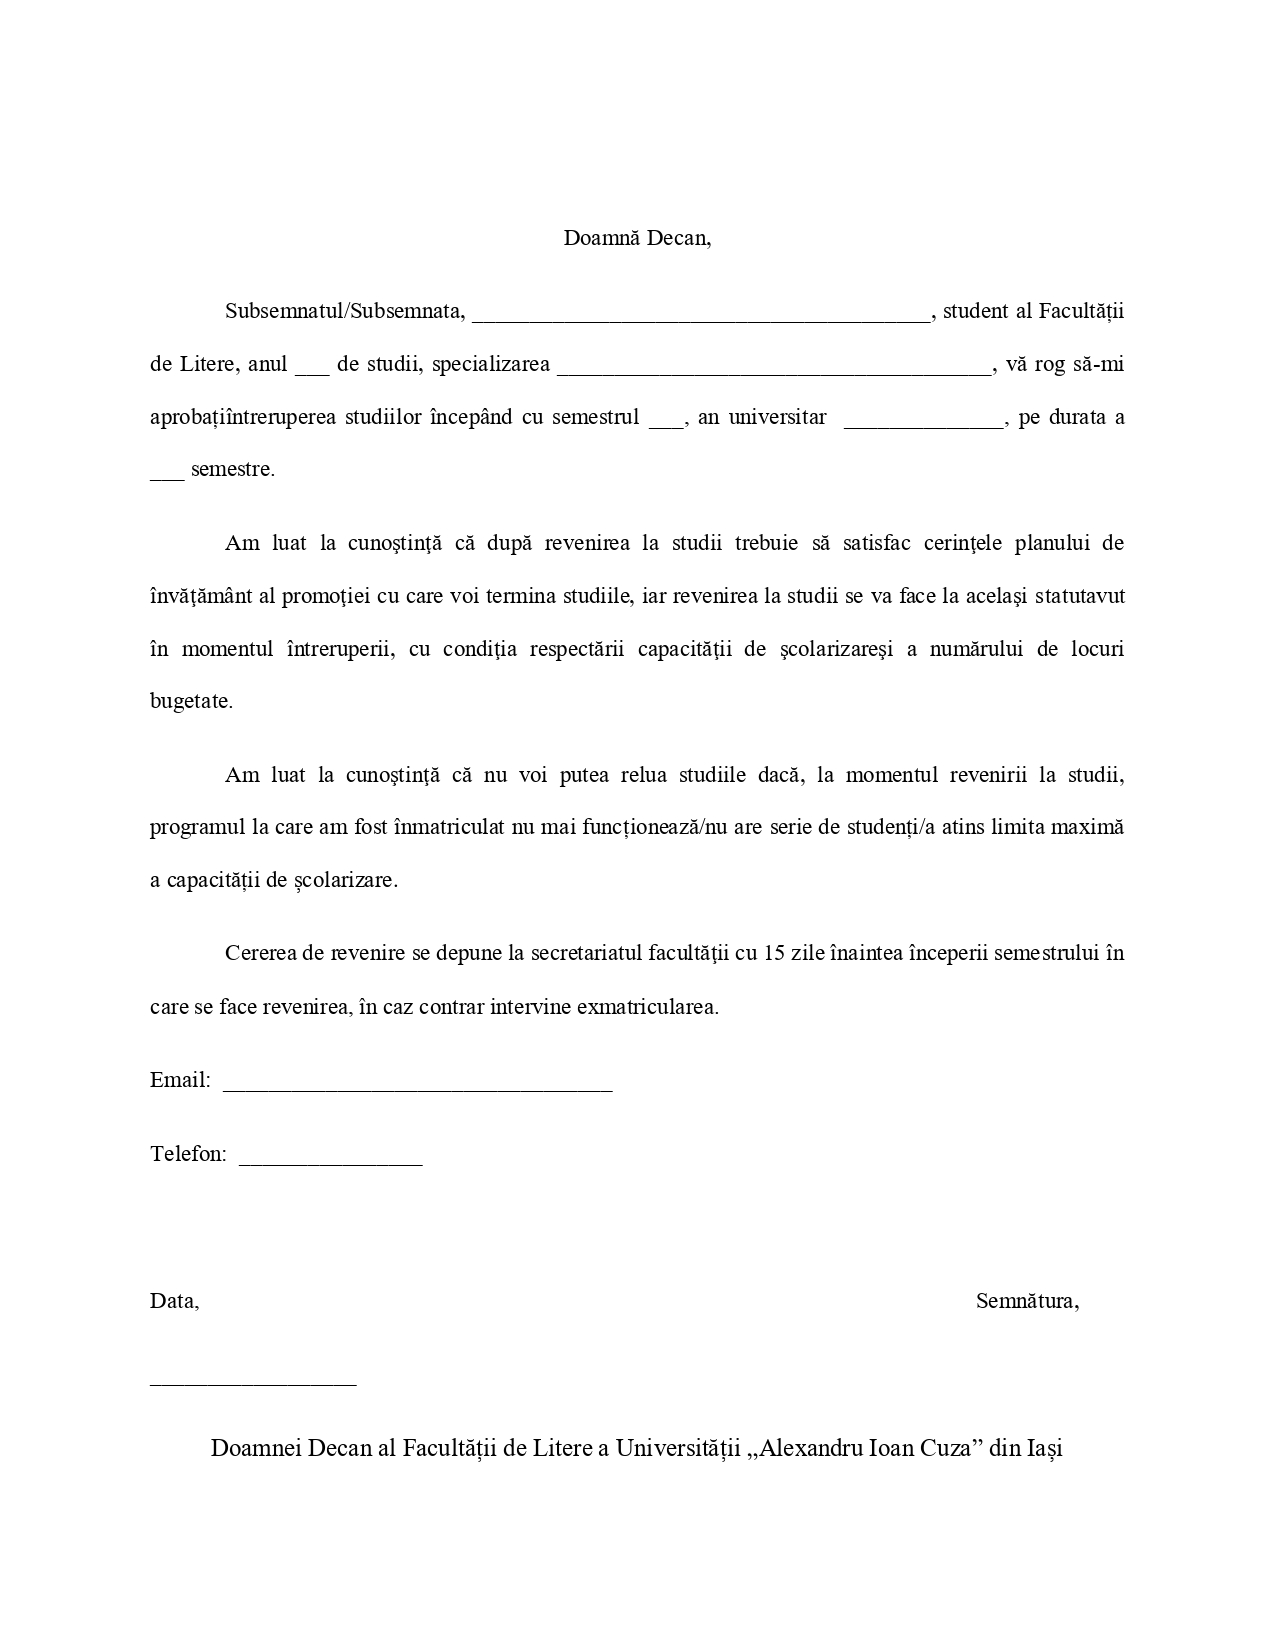 Doamnă Decan,
Subsemnatul/Subsemnata, ________________________________________, student al Facultății
de Litere, anul ___ de studii, specializarea ______________________________________, vă rog să-mi
aprobațiîntreruperea studiilor începând cu semestrul ___, an universitar ______________, pe durata a
___ semestre.
Am luat la cunoştinţă că după revenirea la studii trebuie să satisfac cerinţele planului de
învăţământ al promoţiei cu care voi termina studiile, iar revenirea la studii se va face la acelaşi statutavut
în momentul întreruperii, cu condiţia respectării capacităţii de şcolarizareşi a numărului de locuri
bugetate.
Am luat la cunoştinţă că nu voi putea relua studiile dacă, la momentul revenirii la studii,
programul la care am fost înmatriculat nu mai funcționează/nu are serie de studenți/a atins limita maximă
a capacității de școlarizare.
Cererea de revenire se depune la secretariatul facultăţii cu 15 zile înaintea începerii semestrului în
care se face revenirea, în caz contrar intervine exmatricularea.
Email: __________________________________
Telefon: ________________
Data, Semnătura,
__________________
Doamnei Decan al Facultății de Litere a Universității „Alexandru Ioan Cuza” din Iași